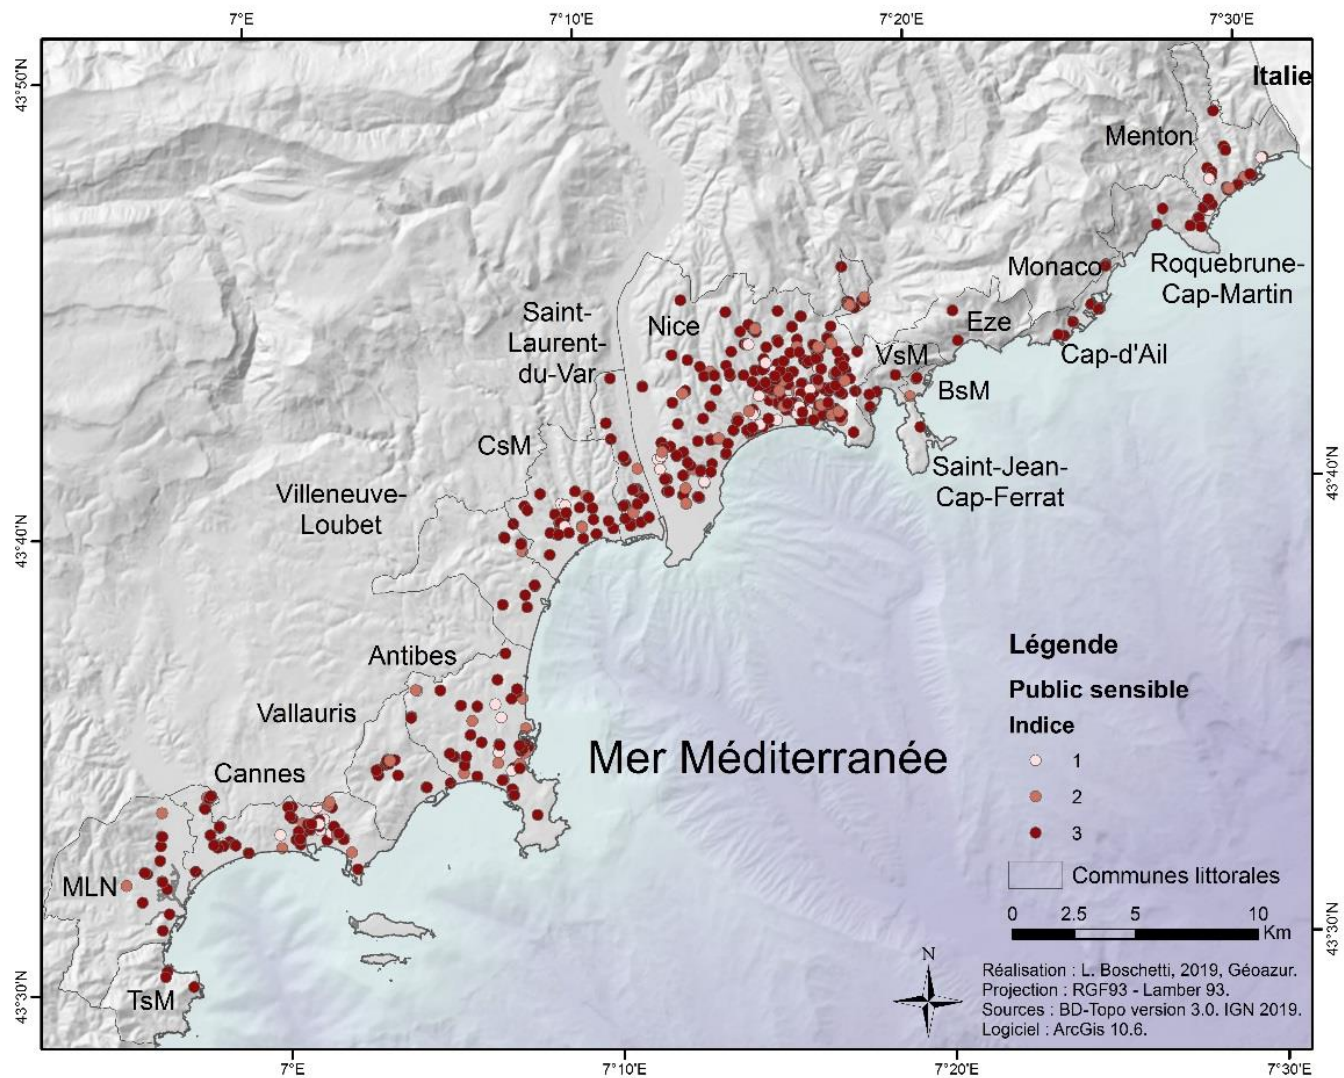 7°E
7°10'E
7°20'E
7°30'E
43°50'N
Italie
Menton
Monaco
Roquebrune-
Cap-Martin
Saint-
Laurent-
du-Var
Nice
Eze
VsM
Cap-d'Ail
BsM
CsM
Saint-Jean-
Cap-Ferrat
43°40'N
Villeneuve-
Loubet
43°40'N
Antibes
Vallauris
Cannes
Mer Méditerranée
Légende
Public sensible
Indice
1
2
3
Communes littorales
MLN
0
2.5
5
10
Km
43°30'N
N
TsM
43°30'N
Réalisation : L. Boschetti, 2019, Géoazur.
Projection : RGF93 - Lamber 93.
Sources : BD-Topo version 3.0. IGN 2019.
Logiciel : ArcGis 10.6.
7°E
7°10'E
7°20'E
7°30'E